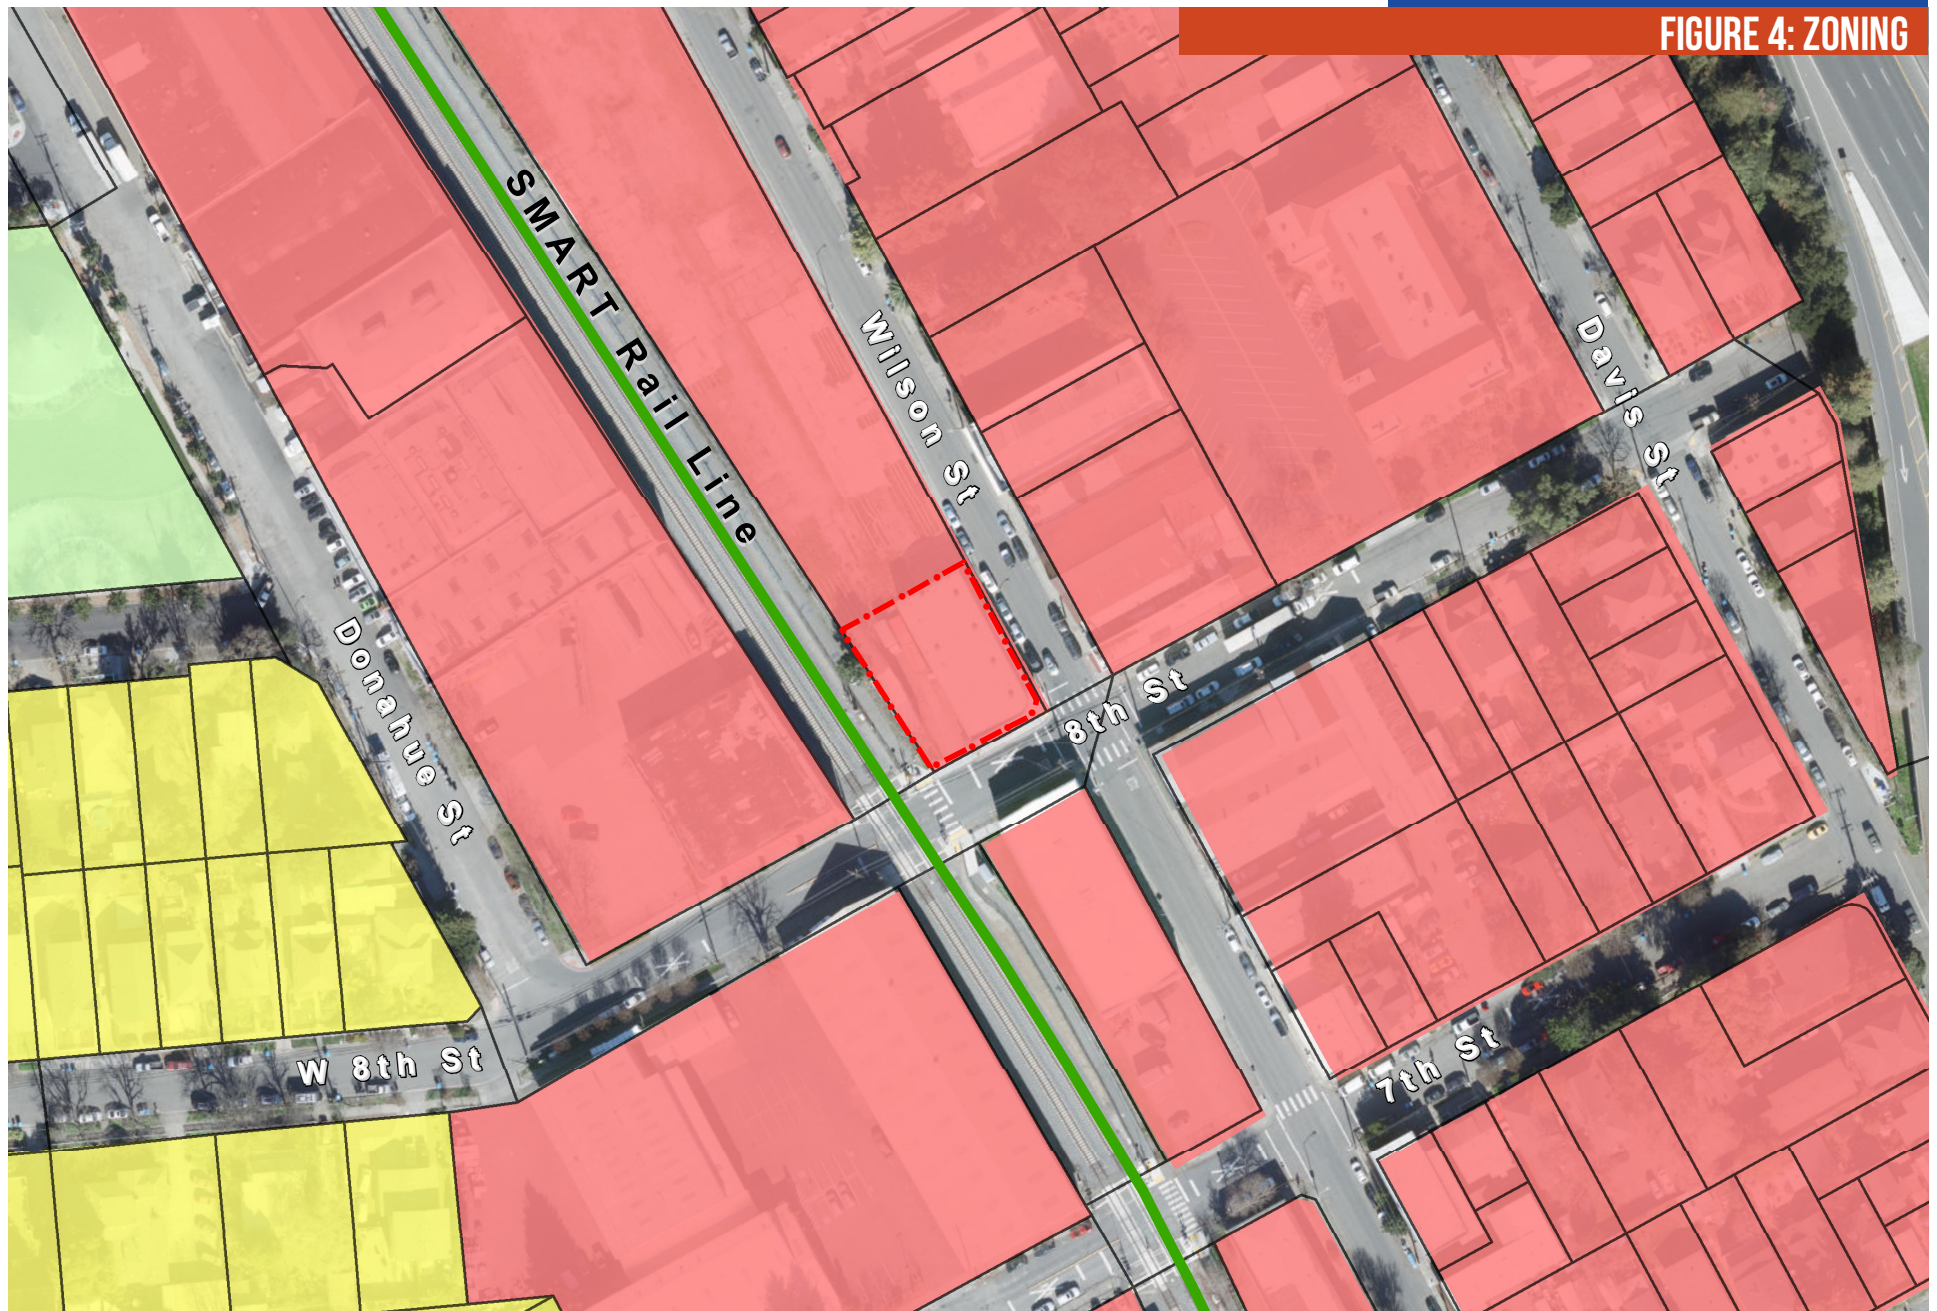 FIGURE 4: ZONING
SMART Rail Line
Wilson St
Davis St
Donahue St
8th St
W 8th St
7th St